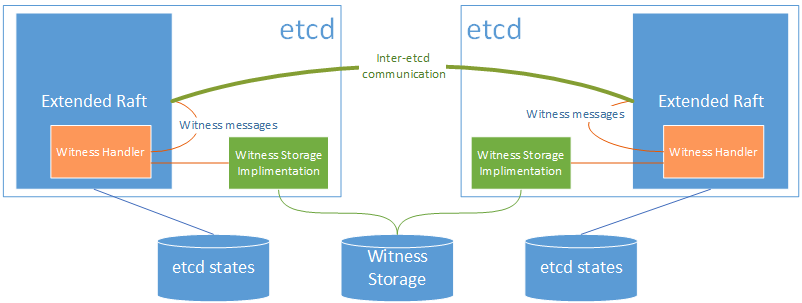 etcd
etcd
Inter-etcd
communication
Extended Raft
Extended Raft
Witness messages
Witness messages
Witness Handler
Witness Storage
Implimentation
Witness Storage
Implimentation
Witness Handler
etcd states
Witness
Storage
etcd states